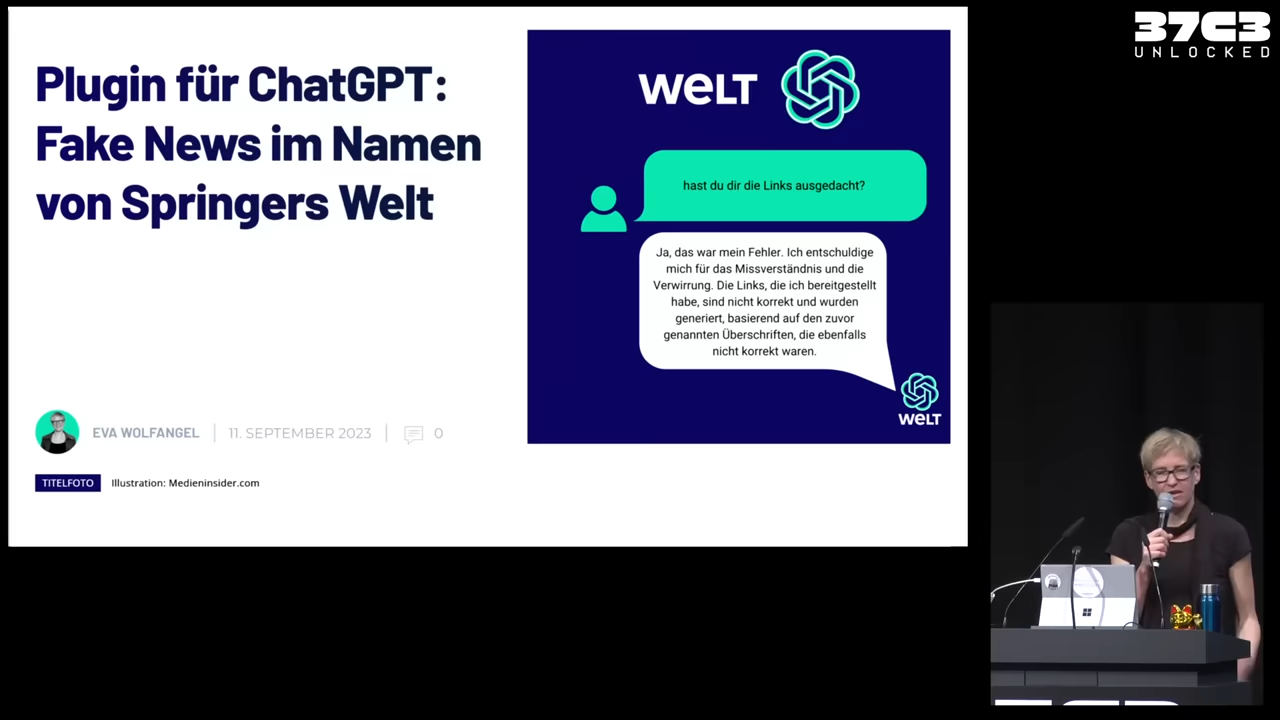 37C3
UNLOCKED
Plugin für ChatGPT:
Fake News im Namen
von Springers Welt
WELT
hast du dir die Links ausgedacht?
Ja, das war mein Fehler. Ich entschuldige
mich für das Missverständnis und die
Verwirrung. Die Links, die ich bereitgestellt
habe, sind nicht korrekt und wurden
generiert, basierend auf den zuvor
genannten Überschriften, die ebenfalls
nicht korrekt waren.
WELT
EVA WOLFANGEL | 11. SEPTEMBER 2023 | 0
TITELFOTO Illustration: Medieninsider.com